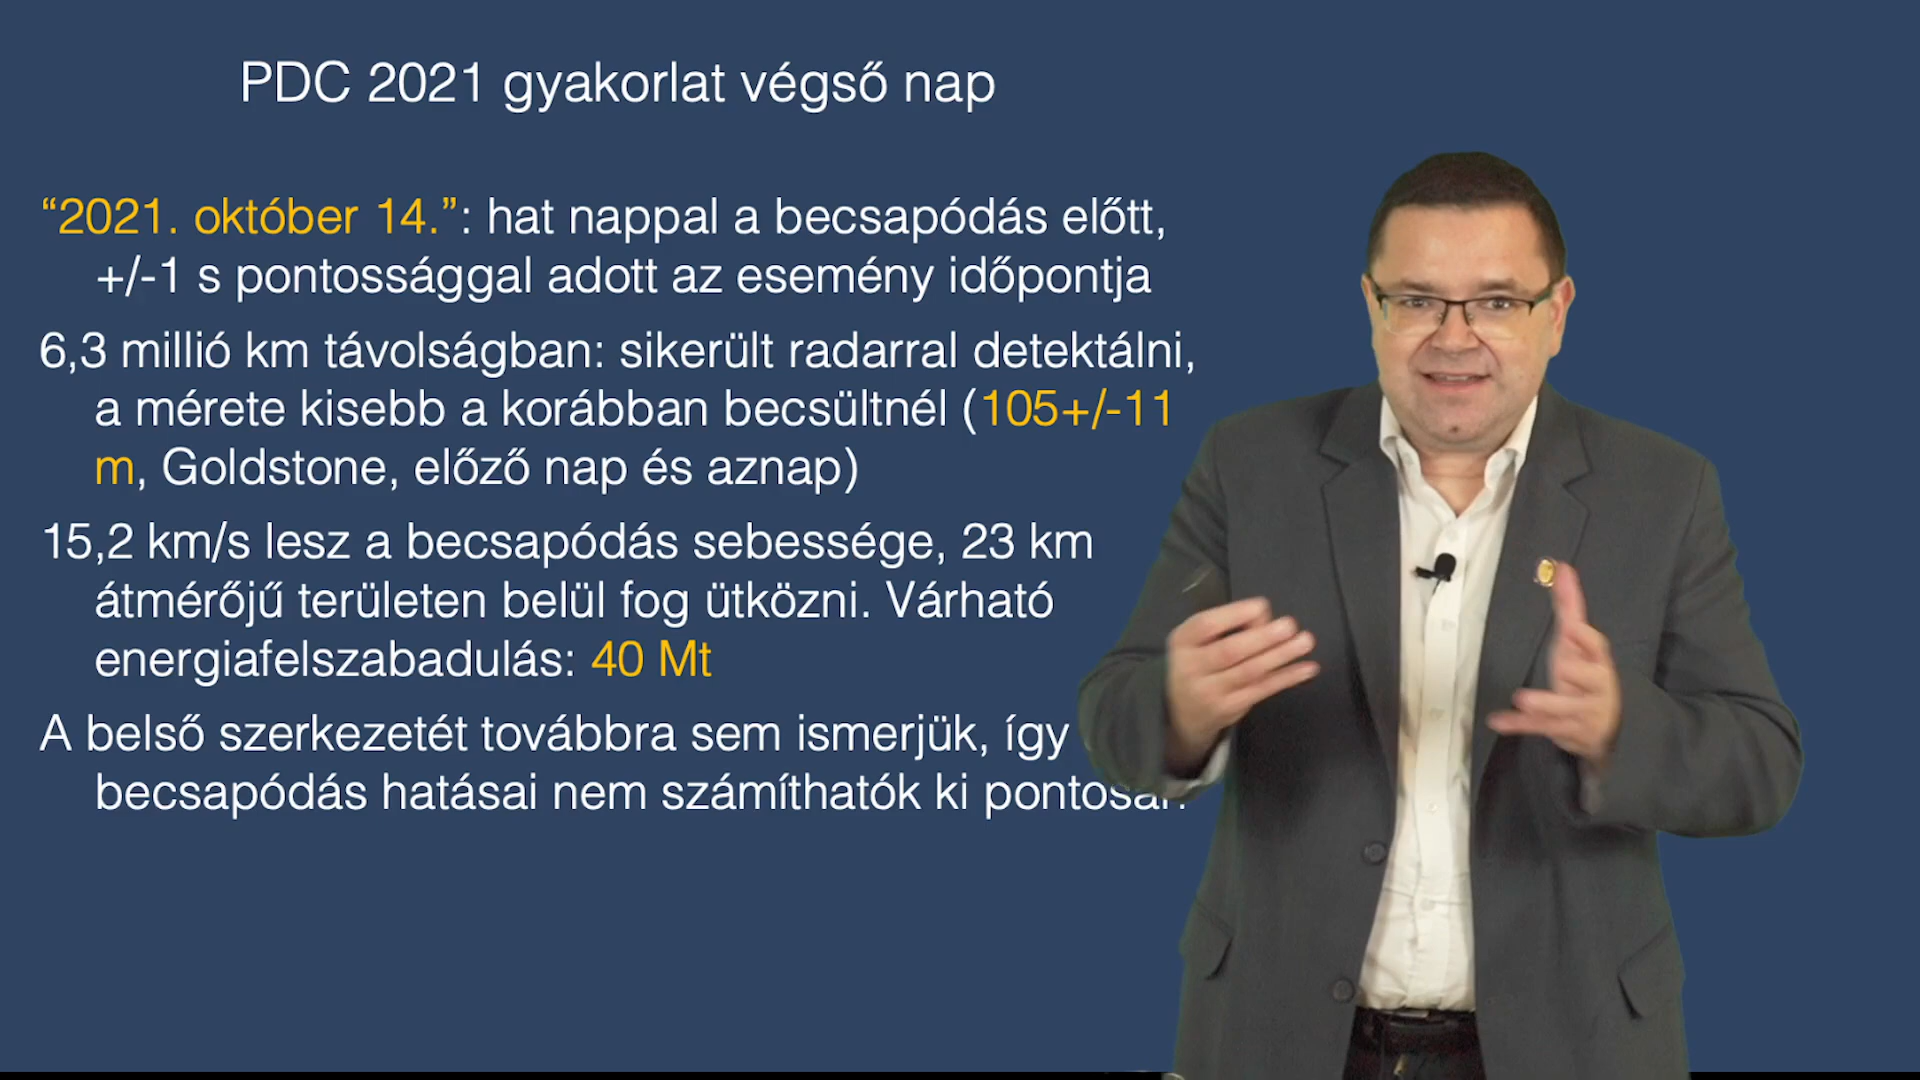 PDC 2021 gyakorlat végső nap
“2021. október 14.”: hat nappal a becsapódás előtt,
+/-1 s pontossággal adott az esemény időpontja
6,3 millió km távolságban: sikerült radarral detektálni,
a mérete kisebb a korábban becsültnél (105+/-11
m, Goldstone, előző nap és aznap)
15,2 km/s lesz a becsapódás sebessége, 23 km
átmérőjű területen belül fog ütközni. Várható
energiafelszabadulás: 40 Mt
A belső szerkezetét továbbra sem ismerjük, így
becsapódás hatásai nem számíthatók ki